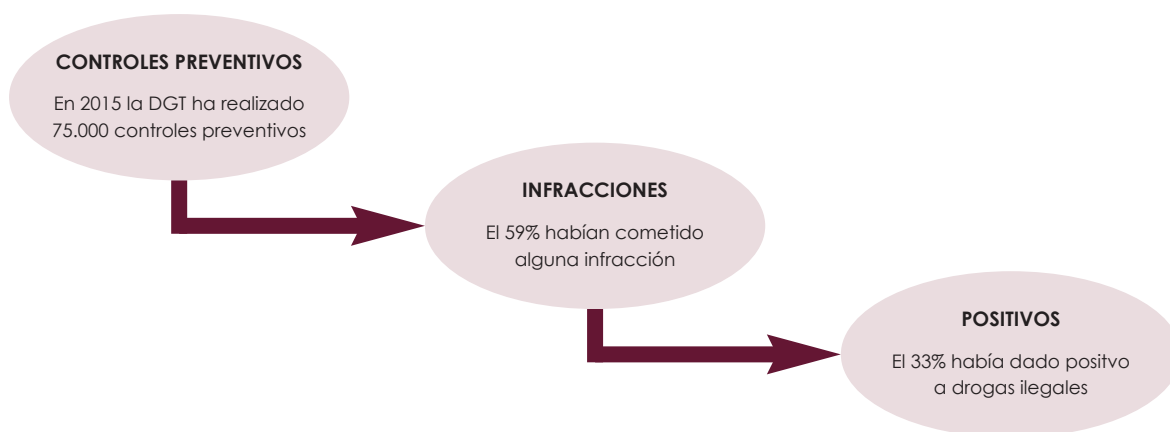 CONTROLES PREVENTIVOS
En 2015 la DGT ha realizado
75.000 controles preventivos
INFRACCIONES
El 59% habían cometido
alguna infracción
POSITIVOS
El 33% había dado positvo
a drogas ilegales